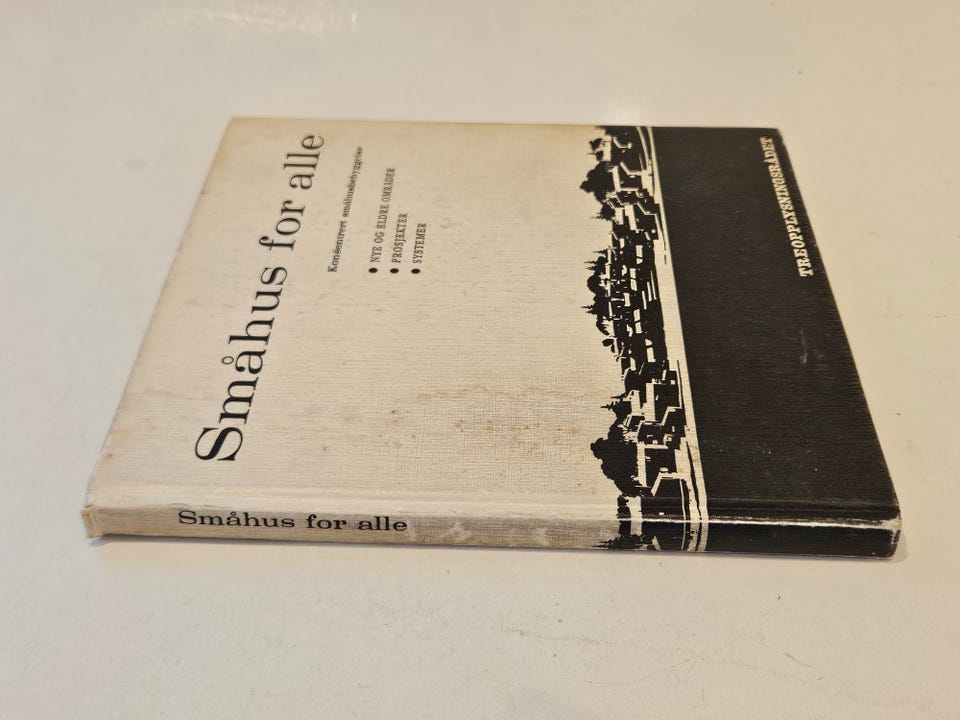 Småhus for alle
Konsentrert småhusbebyggelse
● NYE OG ELDRE OMRÅDER
● PROSJEKTER
● SYSTEMER
TREOPPLYSNINGSRÅDET
Småhus for alle